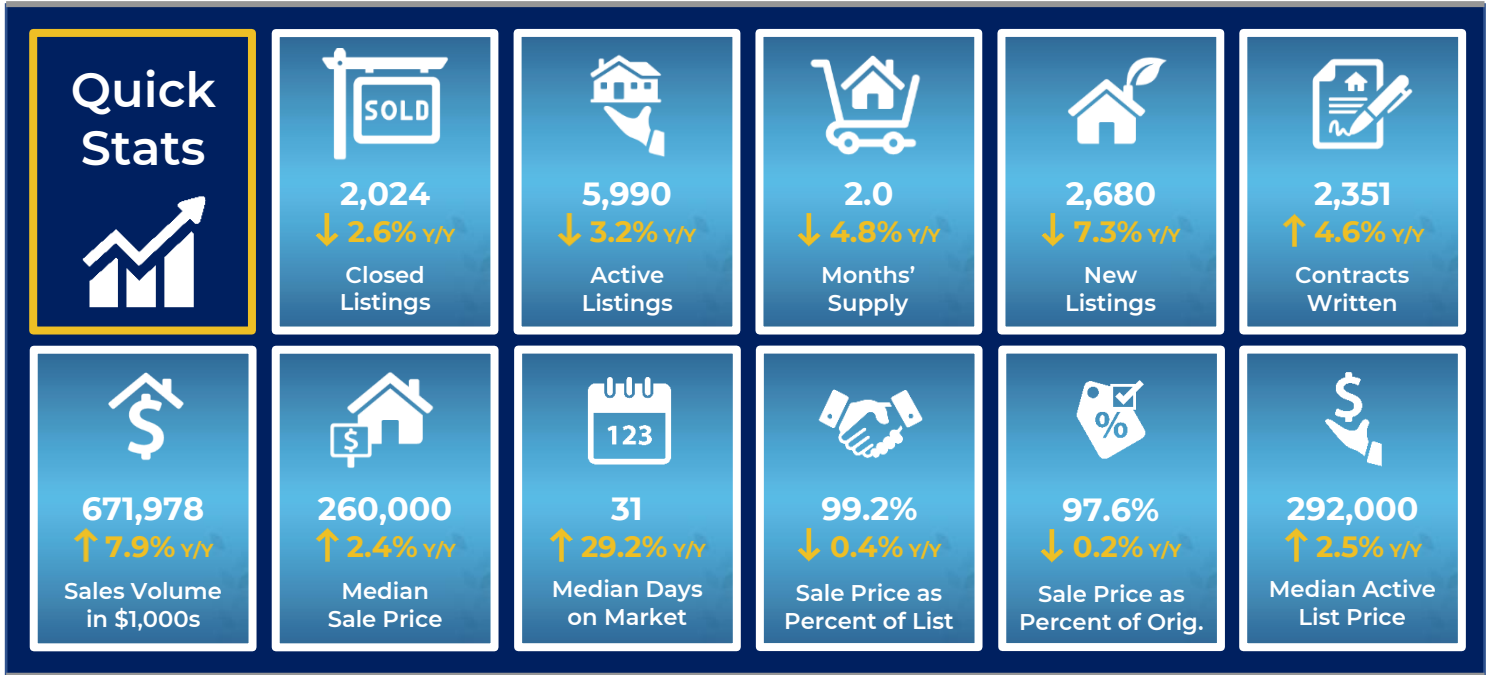 Quick
Stats
SOLD
2,024
↓ 2.6% Y/Y
Closed
Listings
5,990
↓ 3.2% Y/Y
Active
Listings
2.0
↓ 4.8% Y/Y
Months’
Supply
2,680
↓ 7.3% Y/Y
New
Listings
2,351
↑ 4.6% Y/Y
Contracts
Written
$
671,978
↑ 7.9% Y/Y
Sales Volume
in $1,000s
$
260,000
↑ 2.4% Y/Y
Median
Sale Price
123
31
↑ 29.2% Y/Y
Median Days
on Market
99.2%
↓ 0.4% Y/Y
Sale Price as
Percent of List
%
97.6%
↓ 0.2% Y/Y
Sale Price as
Percent of Orig.
$
292,000
↑ 2.5% Y/Y
Median Active
List Price